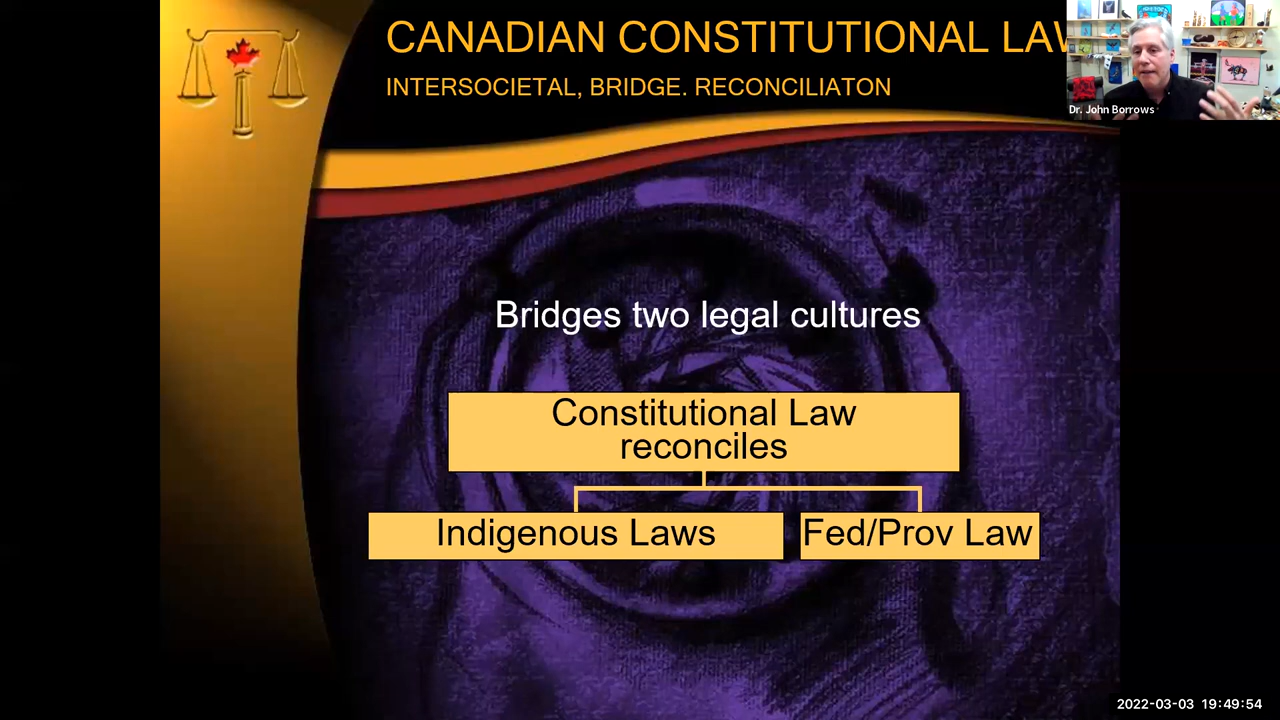 CANADIAN CONSTITUTIONAL LAW
INTERSOCIETAL, BRIDGE. RECONCILIATON
Dr. John Borrows
Bridges two legal cultures
Constitutional Law
reconciles
Indigenous Laws
Fed/Prov Law
2022-03-03 19:49:54